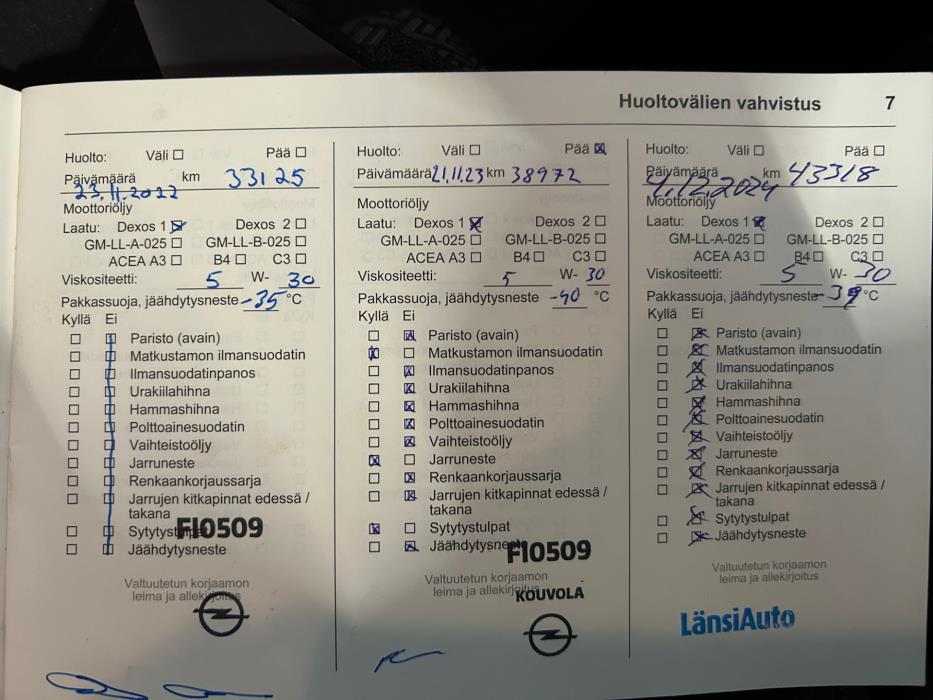 Huoltovälien vahvistus 7
Huolto: Väli ☐ Pää ☐
Päivämäärä km 33125
23.11.2022
Moottoriöljy
Laatu: Dexos 1 ☒ Dexos 2 ☐
GM-LL-A-025 ☐ GM-LL-B-025 ☐
ACEA A3 ☐ B4 ☐ C3 ☐
Viskositeetti: 5 W- 30
Pakkassuoja, jäähdytysneste -35 °C
Kyllä Ei
Paristo (avain)
Matkustamon ilmansuodatin
Ilmansuodatinpanos
Urakiilahihna
Hammashihna
Polttoainesuodatin
Vaihteistoöljy
Jarruneste
Renkaankorjaussarja
Jarrujen kitkapinnat edessä /
takana
Sytytystulpat
FI0509
Jäähdytysneste
Valtuutetun korjaamon
leima ja allekirjoitus
Huolto: Väli ☐ Pää ☒
Päivämäärä 21.11.23 km 38972
Moottoriöljy
Laatu: Dexos 1 ☒ Dexos 2 ☐
GM-LL-A-025 ☐ GM-LL-B-025 ☐
ACEA A3 ☐ B4 ☐ C3 ☐
Viskositeetti: 5 W- 30
Pakkassuoja, jäähdytysneste -40 °C
Kyllä Ei
Paristo (avain)
Matkustamon ilmansuodatin
Ilmansuodatinpanos
Urakiilahihna
Hammashihna
Polttoainesuodatin
Vaihteistoöljy
Jarruneste
Renkaankorjaussarja
Jarrujen kitkapinnat edessä /
takana
Sytytystulpat
Jäähdytysneste
FI0509
Valtuutetun korjaamon
leima ja allekirjoitus
KOUVOLA
Huolto: Väli ☐ Pää ☐
Päivämäärä km 43318
4.12.2024
Moottoriöljy
Laatu: Dexos 1 ☒ Dexos 2 ☐
GM-LL-A-025 ☐ GM-LL-B-025 ☐
ACEA A3 ☐ B4 ☐ C3 ☐
Viskositeetti: 5 W- 30
Pakkassuoja, jäähdytysneste -39 °C
Kyllä Ei
Paristo (avain)
Matkustamon ilmansuodatin
Ilmansuodatinpanos
Urakiilahihna
Hammashihna
Polttoainesuodatin
Vaihteistoöljy
Jarruneste
Renkaankorjaussarja
Jarrujen kitkapinnat edessä /
takana
Sytytystulpat
Jäähdytysneste
Valtuutetun korjaamon
leima ja allekirjoitus
LänsiAuto